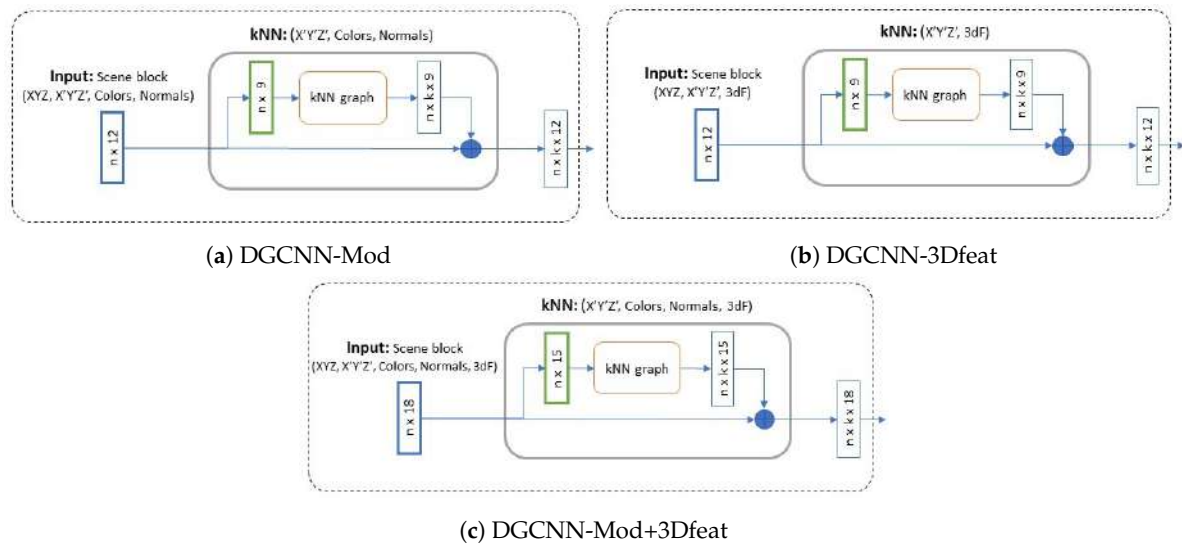 kNN: (X'Y'Z', Colors, Normals)
Input: Scene block
(XYZ, X'Y'Z', Colors, Normals)
n x 12
n x 9
kNN graph
n x k x 9
n x k x 12
(a) DGCNN-Mod
kNN: (X'Y'Z', 3dF)
Input: Scene block
(XYZ, X'Y'Z', 3dF)
n x 12
n x 9
kNN graph
n x k x 9
n x k x 12
(b) DGCNN-3Dfeat
kNN: (X'Y'Z', Colors, Normals, 3dF)
Input: Scene block
(XYZ, X'Y'Z', Colors, Normals, 3dF)
n x 18
n x 15
kNN graph
n x k x 15
n x k x 18
(c) DGCNN-Mod+3Dfeat